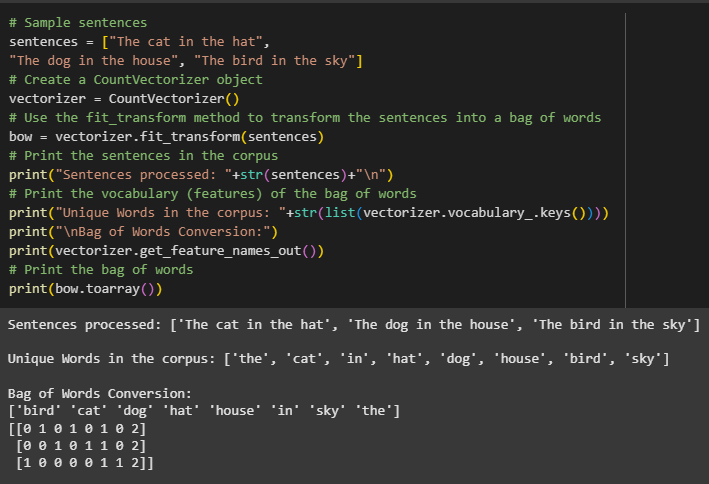 # Sample sentences
sentences = ["The cat in the hat",
"The dog in the house", "The bird in the sky"]
# Create a CountVectorizer object
vectorizer = CountVectorizer()
# Use the fit_transform method to transform the sentences into a bag of words
bow = vectorizer.fit_transform(sentences)
# Print the sentences in the corpus
print("Sentences processed: "+str(sentences)+"\n")
# Print the vocabulary (features) of the bag of words
print("Unique Words in the corpus: "+str(list(vectorizer.vocabulary_.keys())))
print("\nBag of Words Conversion:")
print(vectorizer.get_feature_names_out())
# Print the bag of words
print(bow.toarray())
Sentences processed: ['The cat in the hat', 'The dog in the house', 'The bird in the sky']
Unique Words in the corpus: ['the', 'cat', 'in', 'hat', 'dog', 'house', 'bird', 'sky']
Bag of Words Conversion:
['bird' 'cat' 'dog' 'hat' 'house' 'in' 'sky' 'the']
[[0 1 0 1 0 1 0 2]
 [0 0 1 0 1 1 0 2]
 [1 0 0 0 0 1 1 2]]